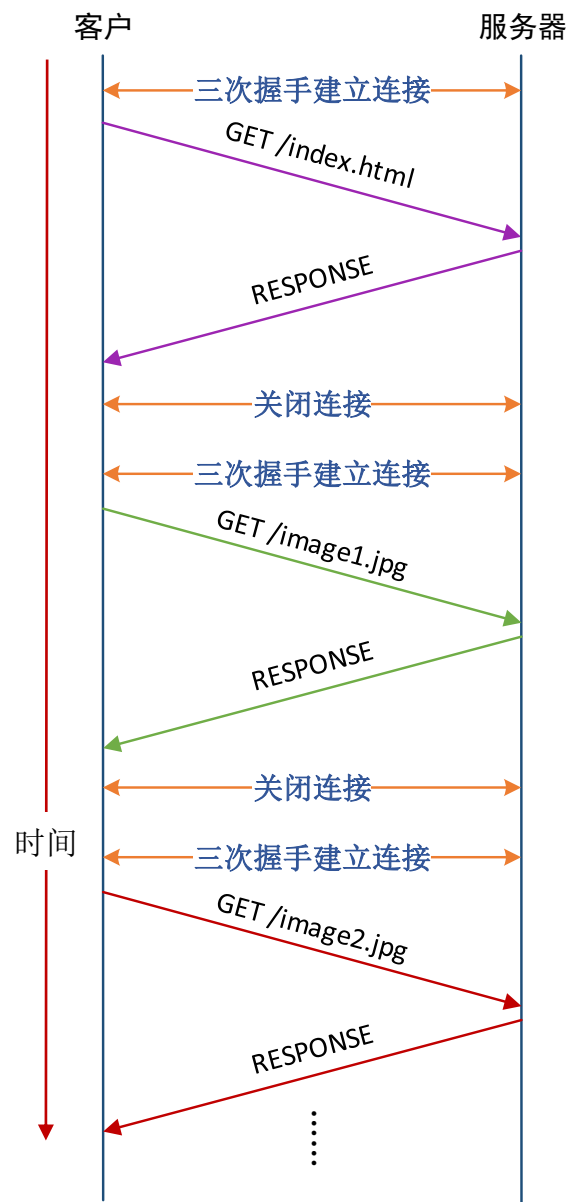 客户
服务器
三次握手建立连接
GET /index.html
RESPONSE
关闭连接
三次握手建立连接
GET /image1.jpg
RESPONSE
关闭连接
时间
三次握手建立连接
GET /image2.jpg
RESPONSE
……